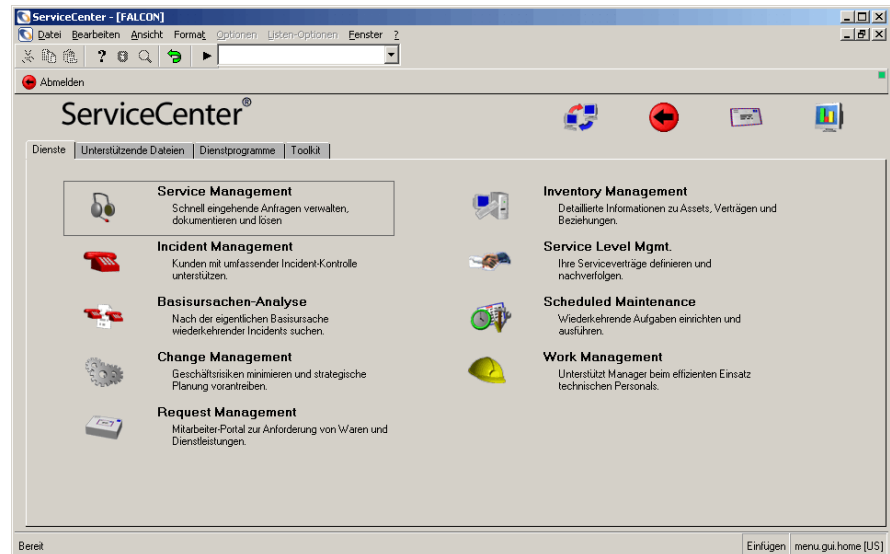 ServiceCenter - [FALCON]
Datei Bearbeiten Ansicht Format Optionen Listen-Optionen Fenster ?
Abmelden
ServiceCenter®
Dienste Unterstützende Dateien Dienstprogramme Toolkit
Service Management
Schnell eingehende Anfragen verwalten,
dokumentieren und lösen
Incident Management
Kunden mit umfassender Incident-Kontrolle
unterstützen.
Basisursachen-Analyse
Nach der eigentlichen Basisursache
wiederkehrender Incidents suchen.
Change Management
Geschäftsrisiken minimieren und strategische
Planung vorantreiben.
Request Management
Mitarbeiter-Portal zur Anforderung von Waren und
Dienstleistungen.
Inventory Management
Detaillierte Informationen zu Assets, Verträgen und
Beziehungen.
Service Level Mgmt.
Ihre Serviceverträge definieren und
nachverfolgen.
Scheduled Maintenance
Wiederkehrende Aufgaben einrichten und
ausführen.
Work Management
Unterstützt Manager beim effizienten Einsatz
technischen Personals.
Bereit Einfügen menu.gui.home [US]